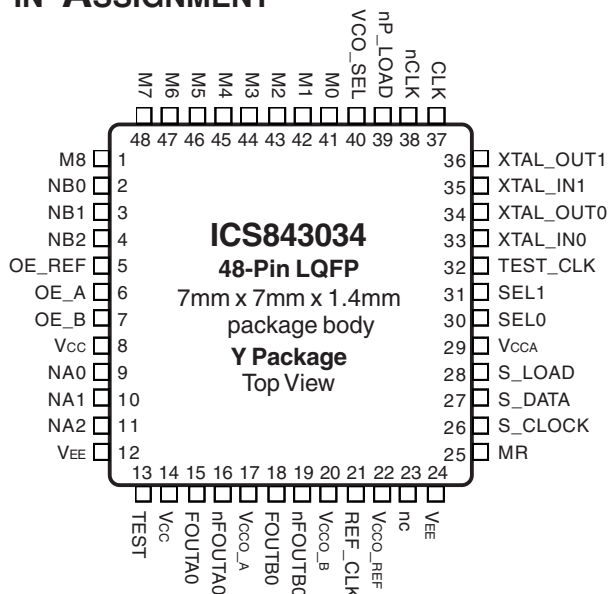 IN ASSIGNMENT
M7 M6 M5 M4 M3 M2 M1 M0 VCO_SEL nP_LOAD nCLK CLK
48 47 46 45 44 43 42 41 40 39 38 37
M8 1
NB0 2
NB1 3
NB2 4
OE_REF 5
OE_A 6
OE_B 7
VCC 8
NA0 9
NA1 10
NA2 11
VEE 12
ICS843034
48-Pin LQFP
7mm x 7mm x 1.4mm
package body
Y Package
Top View
36 XTAL_OUT1
35 XTAL_IN1
34 XTAL_OUT0
33 XTAL_IN0
32 TEST_CLK
31 SEL1
30 SEL0
29 VCCA
28 S_LOAD
27 S_DATA
26 S_CLOCK
25 MR
13 14 15 16 17 18 19 20 21 22 23 24
TEST VCC FOUTA0 nFOUTA0 VCCO_A FOUTB0 nFOUTB0 VCCO_B REF_CLK VCCO_REF nc VEE